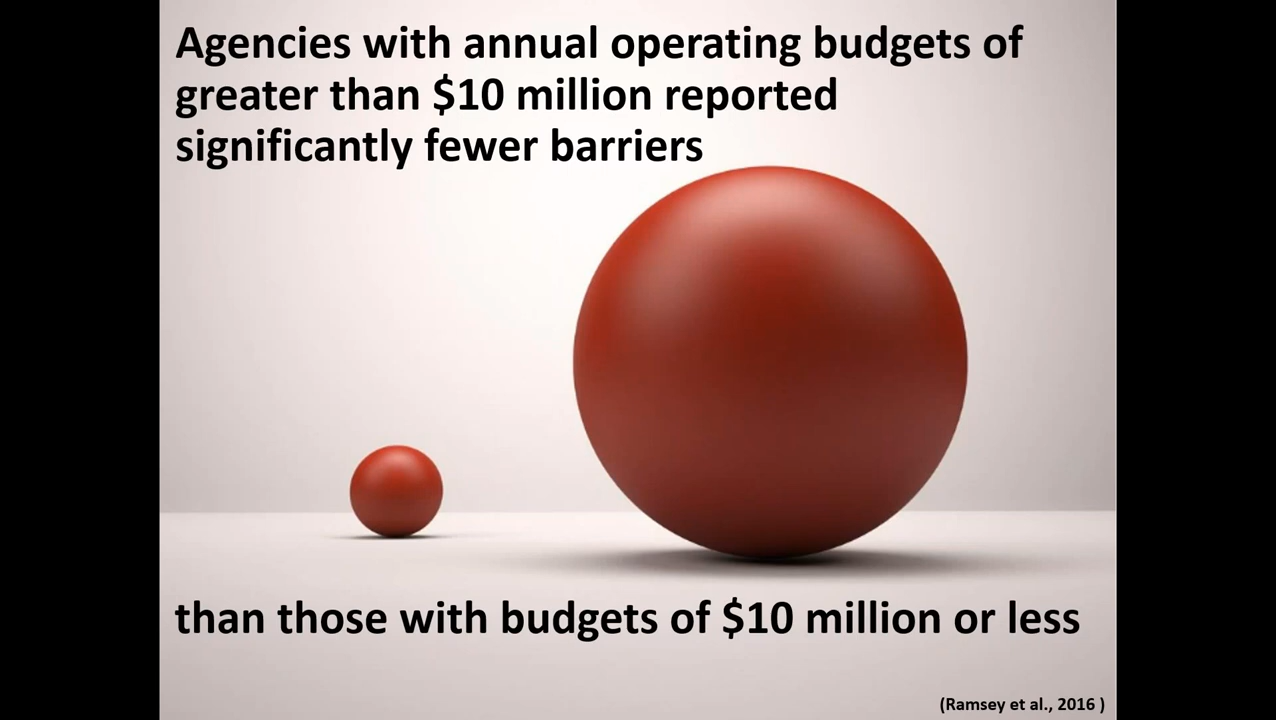 Agencies with annual operating budgets of
greater than $10 million reported
significantly fewer barriers
than those with budgets of $10 million or less
(Ramsey et al., 2016 )